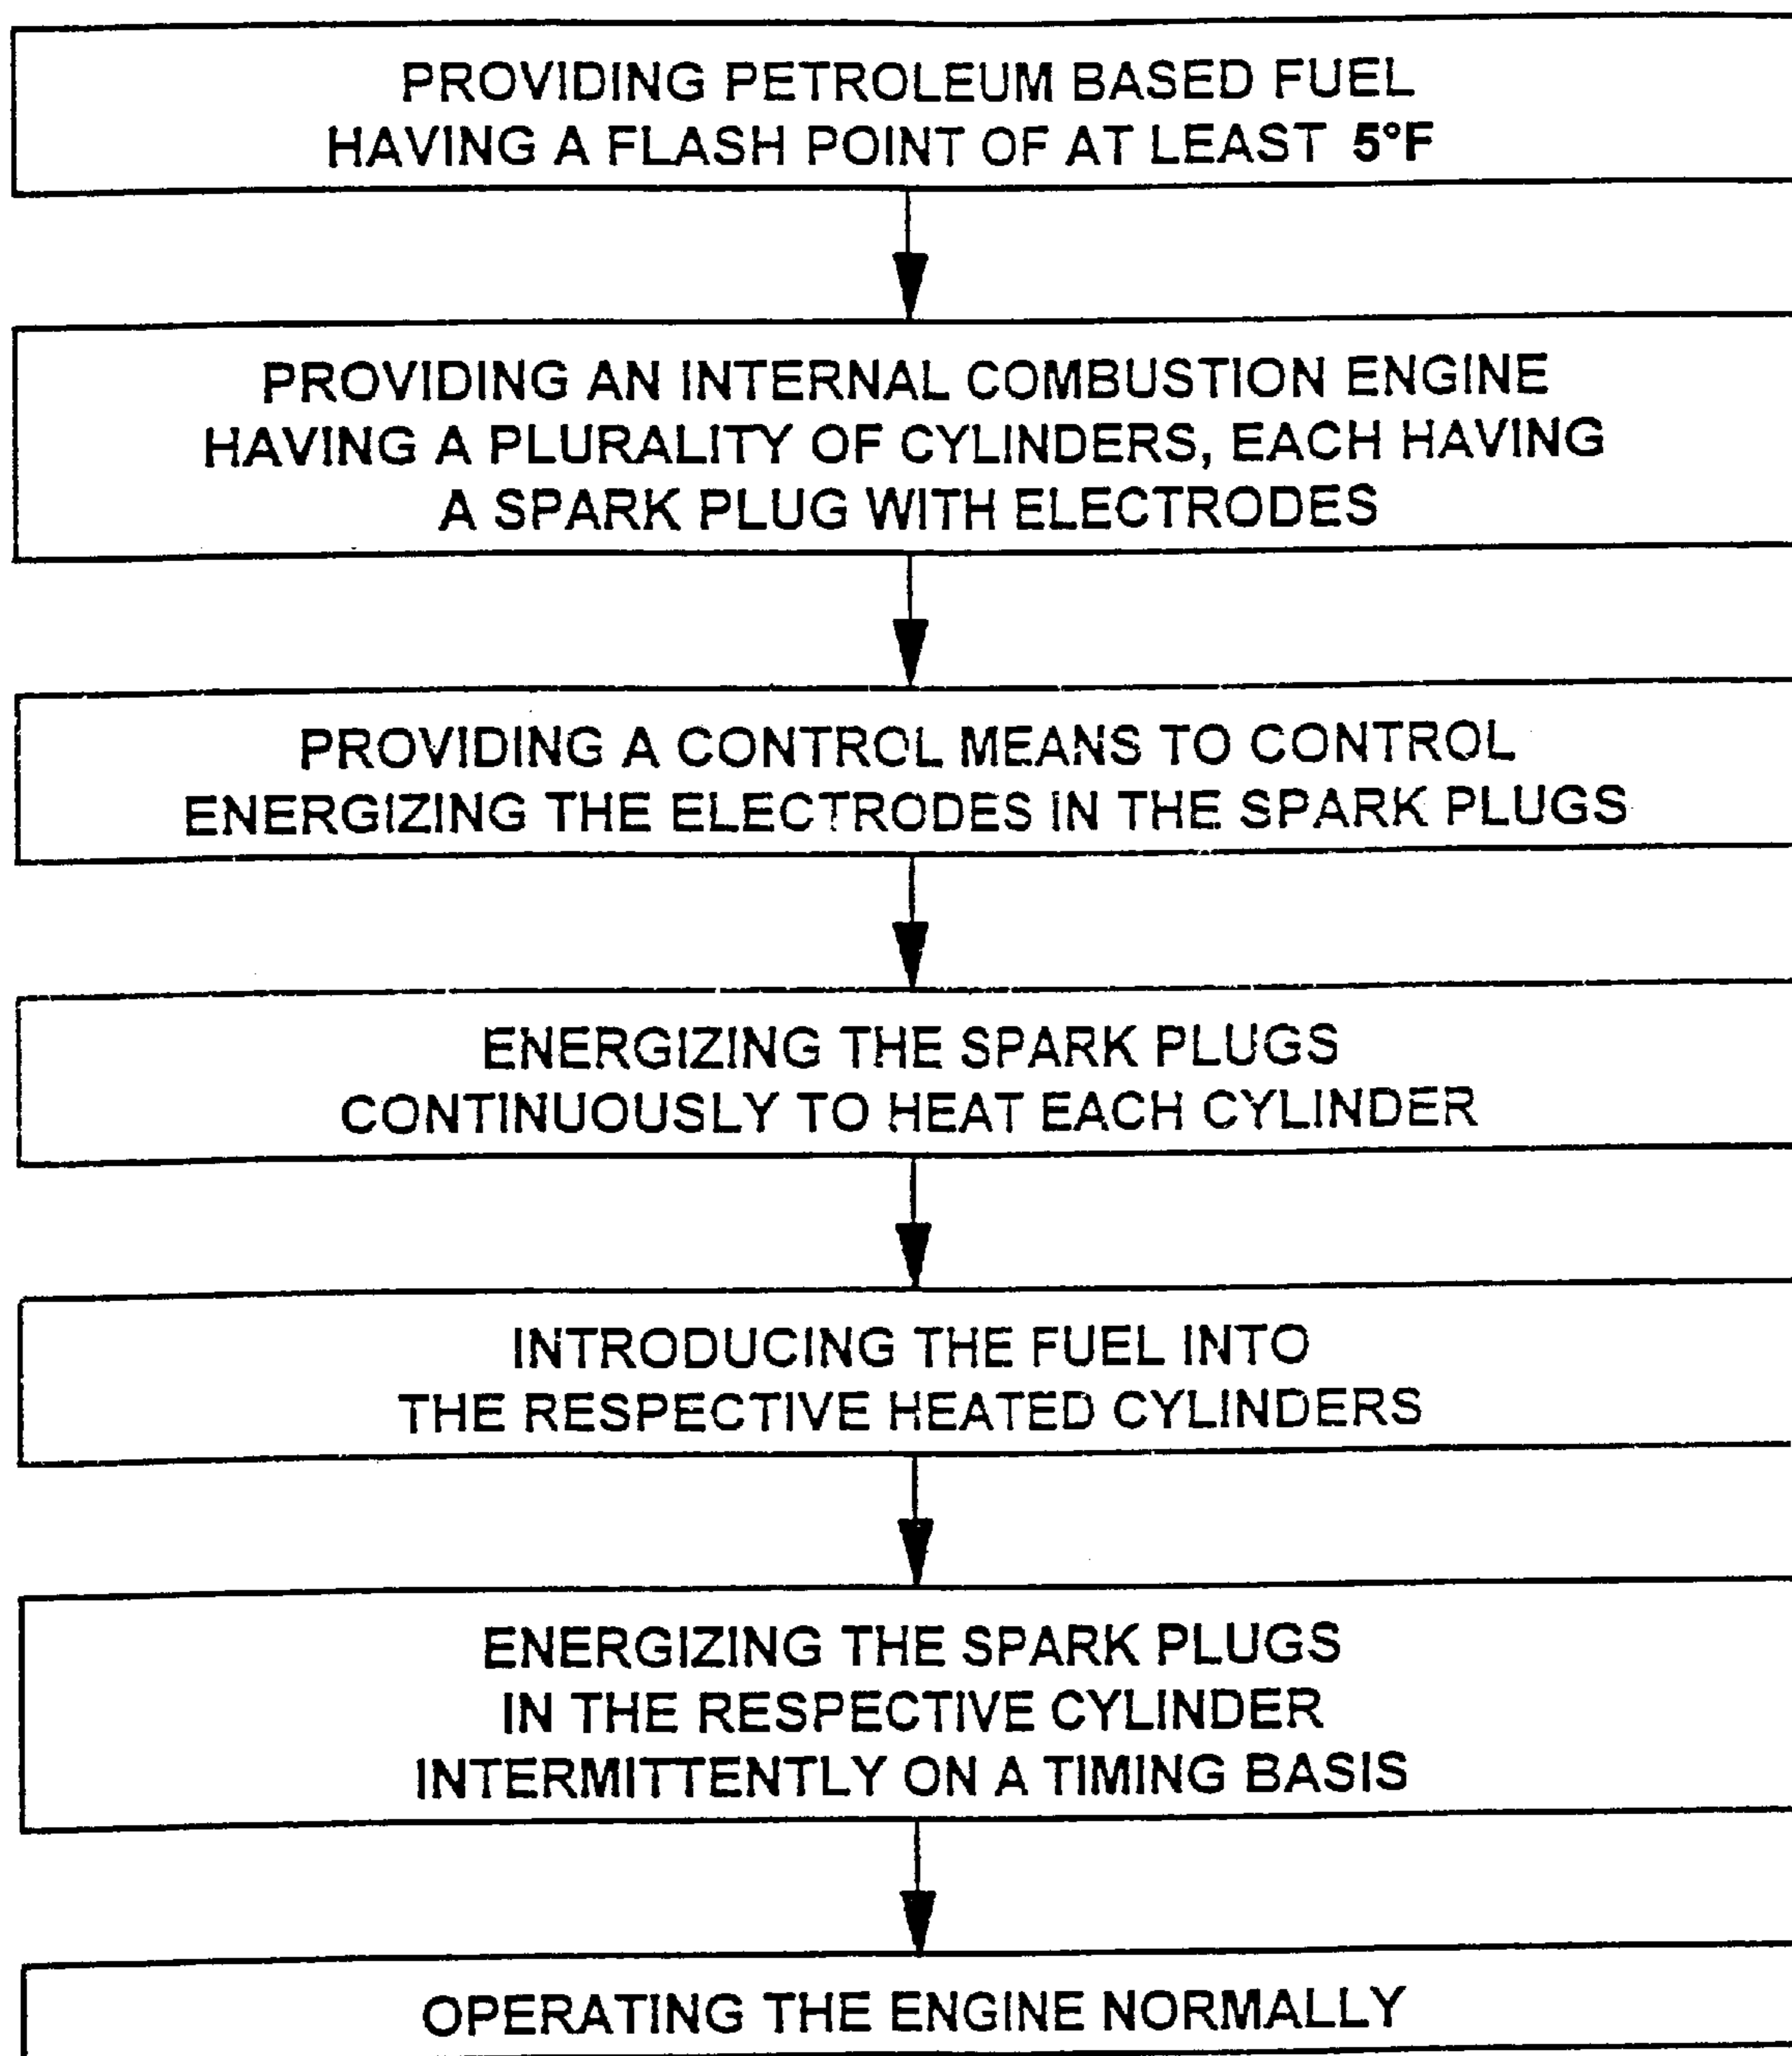 PROVIDING PETROLEUM BASED FUEL
HAVING A FLASH POINT OF AT LEAST 5°F
PROVIDING AN INTERNAL COMBUSTION ENGINE
HAVING A PLURALITY OF CYLINDERS, EACH HAVING
A SPARK PLUG WITH ELECTRODES
PROVIDING A CONTROL MEANS TO CONTROL
ENERGIZING THE ELECTRODES IN THE SPARK PLUGS
ENERGIZING THE SPARK PLUGS
CONTINUOUSLY TO HEAT EACH CYLINDER
INTRODUCING THE FUEL INTO
THE RESPECTIVE HEATED CYLINDERS
ENERGIZING THE SPARK PLUGS
IN THE RESPECTIVE CYLINDER
INTERMITTENTLY ON A TIMING BASIS
OPERATING THE ENGINE NORMALLY